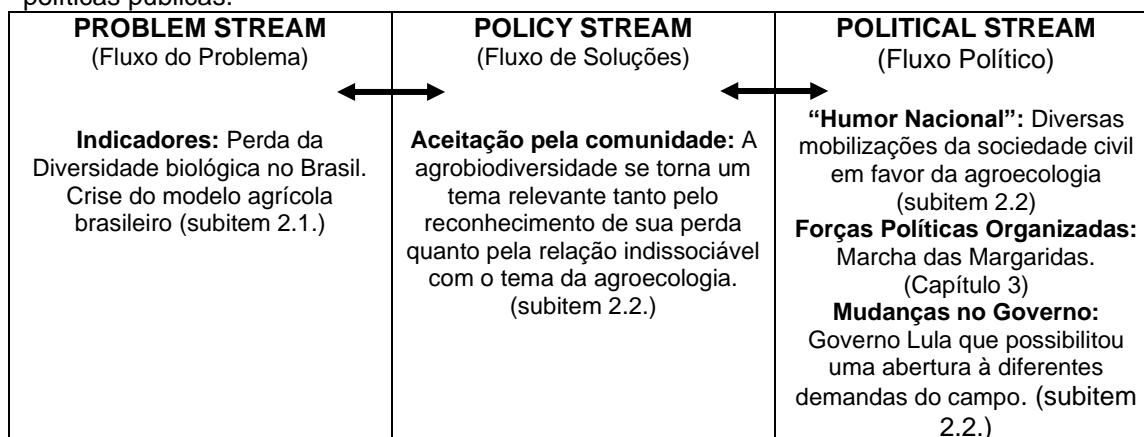 políticas públicas.
PROBLEM STREAM
(Fluxo do Problema)
Indicadores: Perda da
Diversidade biológica no Brasil.
Crise do modelo agrícola
brasileiro (subitem 2.1.)
POLICY STREAM
(Fluxo de Soluções)
Aceitação pela comunidade: A
agrobiodiversidade se torna um
tema relevante tanto pelo
reconhecimento de sua perda
quanto pela relação indissociável
com o tema da agroecologia.
(subitem 2.2.)
POLITICAL STREAM
(Fluxo Político)
“Humor Nacional”: Diversas
mobilizações da sociedade civil
em favor da agroecologia
(subitem 2.2)
Forças Políticas Organizadas:
Marcha das Margaridas.
(Capítulo 3)
Mudanças no Governo:
Governo Lula que possibilitou
uma abertura à diferentes
demandas do campo. (subitem
2.2.)